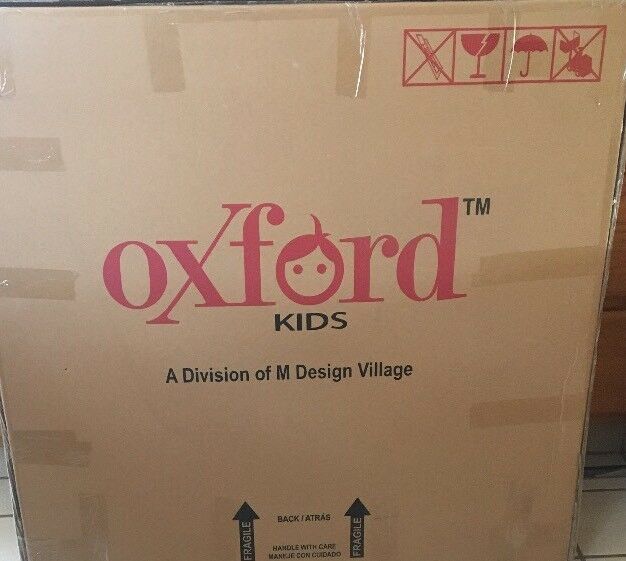 oxford™
KIDS
A Division of M Design Village
BACK / ATRÁS
FRAGILE
FRAGILE
HANDLE WITH CARE
MANEJE CON CUIDADO